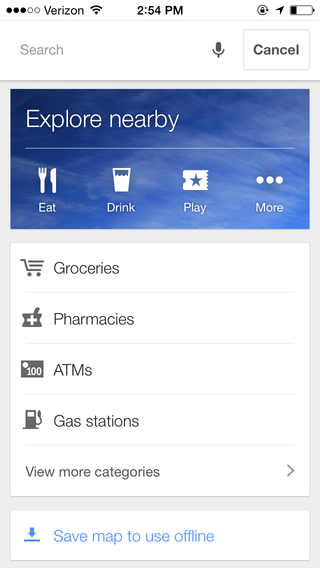 Verizon 2:54 PM
Search Cancel
Explore nearby
Eat Drink Play More
Groceries
Pharmacies
100 ATMs
Gas stations
View more categories
Save map to use offline